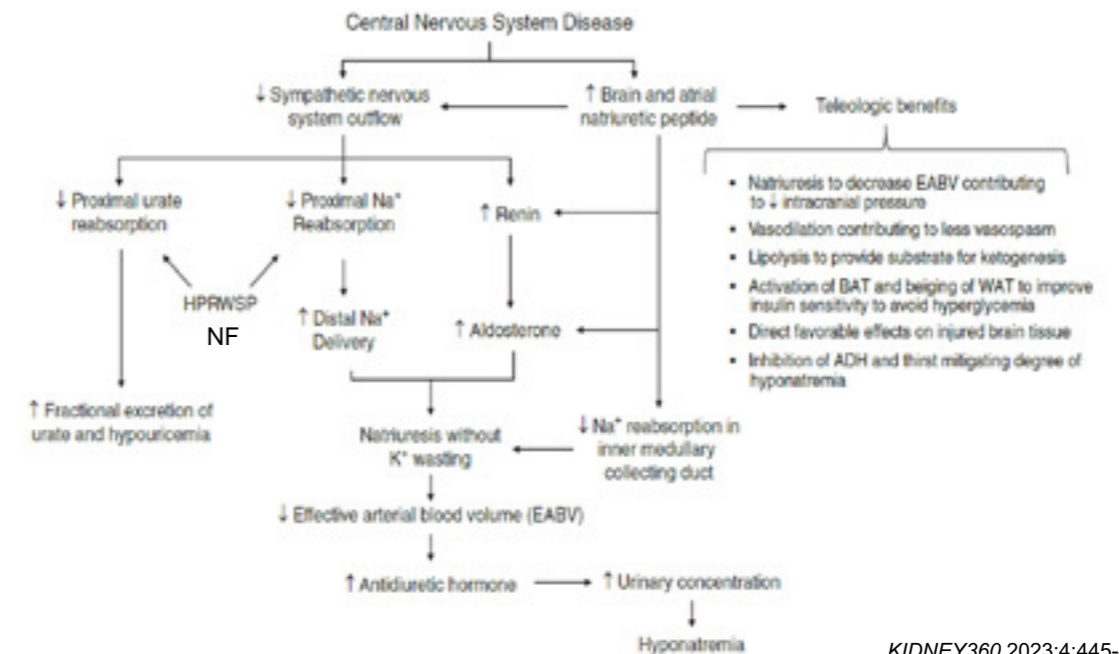 Central Nervous System Disease
↓ Sympathetic nervous
system outflow
↑ Brain and atrial
natriuretic peptide
Teleologic benefits
↓ Proximal urate
reabsorption
↓ Proximal Na⁺
Reabsorption
↑ Renin
• Natriuresis to decrease EABV contributing
to ↓ intracranial pressure
• Vasodilation contributing to less vasospasm
• Lipolysis to provide substrate for ketogenesis
• Activation of BAT and beiging of WAT to improve
insulin sensitivity to avoid hyperglycemia
• Direct favorable effects on injured brain tissue
• Inhibition of ADH and thirst mitigating degree of
hyponatremia
HPRWSP
NF
↑ Distal Na⁺
Delivery
↑ Aldosterone
↑ Fractional excretion of
urate and hypouricemia
Natriuresis without
K⁺ wasting
↓ Na⁺ reabsorption in
inner medullary
collecting duct
↓ Effective arterial blood volume (EABV)
↑ Antidiuretic hormone
↑ Urinary concentration
Hyponatremia
KIDNEY360 2023:4:445-